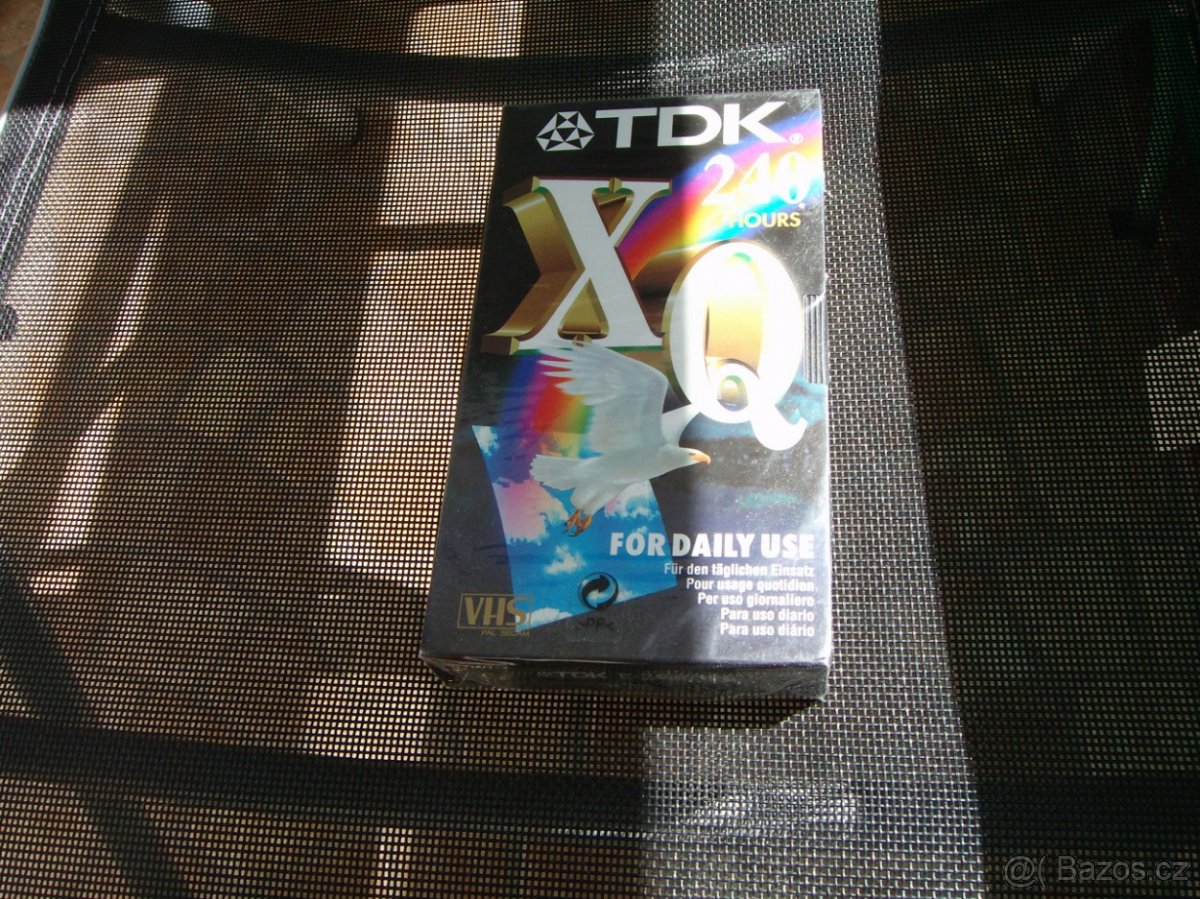 TDK®
240
HOURS
XQ
FOR DAILY USE
Für den täglichen Einsatz
Pour usage quotidien
Per uso giornaliero
Para uso diario
Para uso diário
VHS
PAL SECAM
TDK
@( Bazos.cz